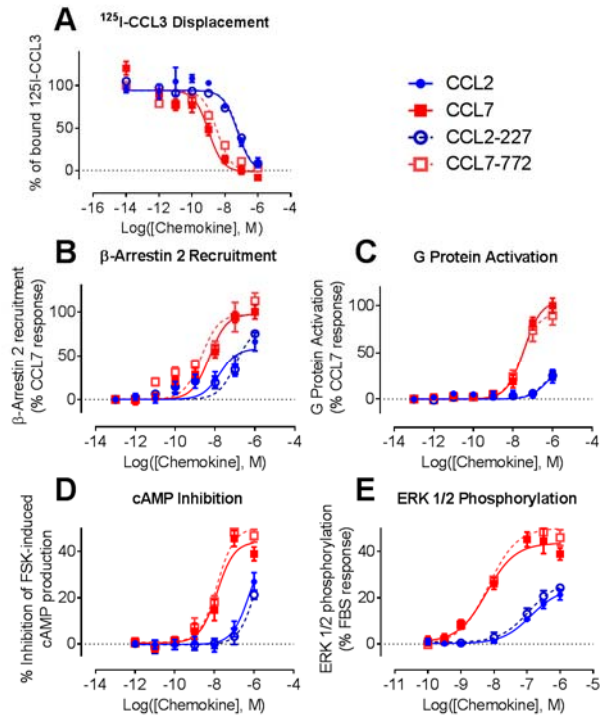 A
¹²⁵I-CCL3 Displacement
% of bound 125I-CCL3
100
50
0
-16 -14 -12 -10 -8 -6 -4
Log([Chemokine], M)
CCL2
CCL7
CCL2-227
CCL7-772
B
β-Arrestin 2 Recruitment
β-Arrestin 2 recruitment
(% CCL7 response)
100
50
0
-14 -12 -10 -8 -6 -4
Log([Chemokine], M)
C
G Protein Activation
G Protein Activation
(% CCL7 response)
100
50
0
-14 -12 -10 -8 -6 -4
Log([Chemokine], M)
D
cAMP Inhibition
% Inhibition of FSK-induced
cAMP production
40
20
0
-14 -12 -10 -8 -6 -4
Log([Chemokine], M)
E
ERK 1/2 Phosphorylation
ERK 1/2 phosphorylation
(% FBS response)
40
20
0
-11 -10 -9 -8 -7 -6 -5
Log([Chemokine], M)